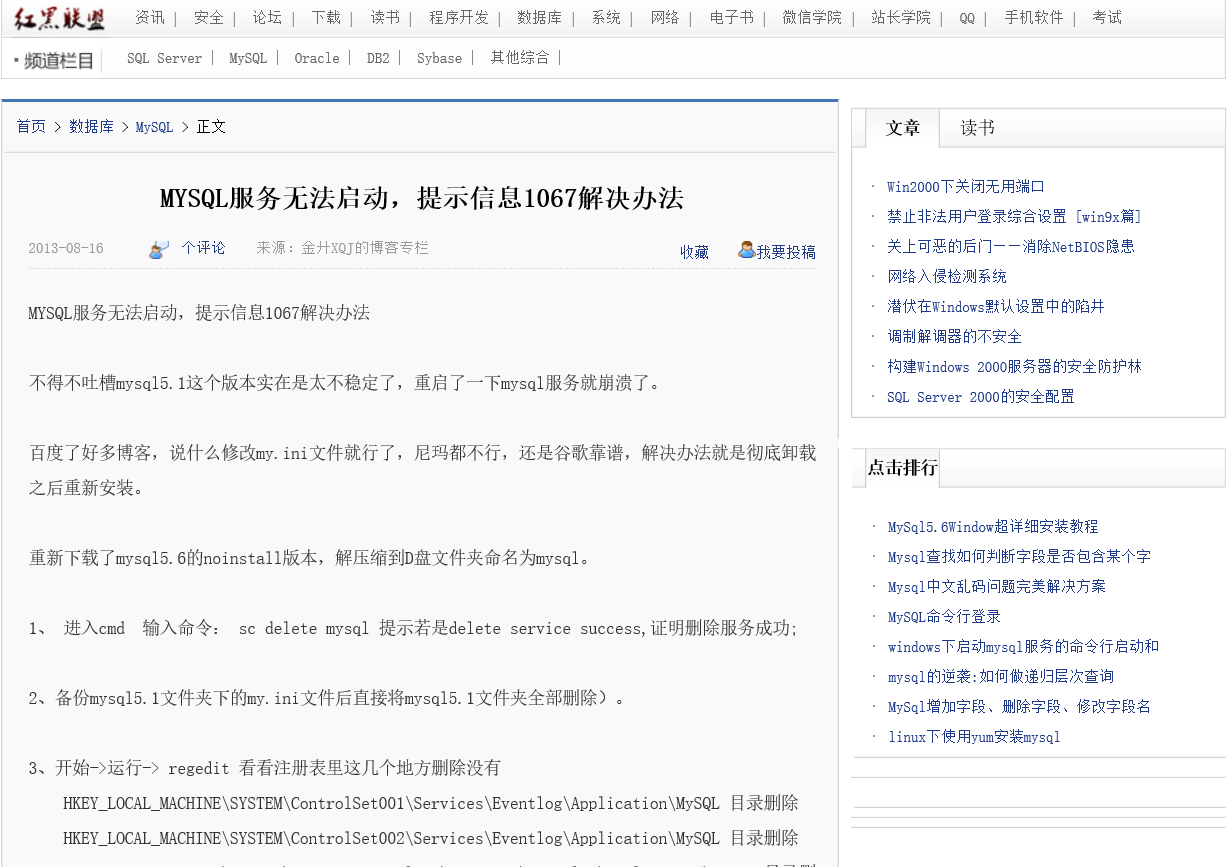 红黑联盟 资讯 | 安全 | 论坛 | 下载 | 读书 | 程序开发 | 数据库 | 系统 | 网络 | 电子书 | 微信学院 | 站长学院 | QQ | 手机软件 | 考试
·频道栏目 SQL Server | MySQL | Oracle | DB2 | Sybase | 其他综合 |
首页 > 数据库 > MySQL > 正文
MYSQL服务无法启动，提示信息1067解决办法
2013-08-16 个评论 来源：金廾XQJ的博客专栏 收藏 我要投稿
MYSQL服务无法启动，提示信息1067解决办法
不得不吐槽mysql5.1这个版本实在是太不稳定了，重启了一下mysql服务就崩溃了。
百度了好多博客，说什么修改my.ini文件就行了，尼玛都不行，还是谷歌靠谱，解决办法就是彻底卸载
之后重新安装。
重新下载了mysql5.6的noinstall版本，解压缩到D盘文件夹命名为mysql。
1、 进入cmd 输入命令： sc delete mysql 提示若是delete service success,证明删除服务成功;
2、备份mysql5.1文件夹下的my.ini文件后直接将mysql5.1文件夹全部删除）。
3、开始->运行-> regedit 看看注册表里这几个地方删除没有
HKEY_LOCAL_MACHINE\SYSTEM\ControlSet001\Services\Eventlog\Application\MySQL 目录删除
HKEY_LOCAL_MACHINE\SYSTEM\ControlSet002\Services\Eventlog\Application\MySQL 目录删除
文章 读书
· Win2000下关闭无用端口
· 禁止非法用户登录综合设置 [win9x篇]
· 关上可恶的后门——消除NetBIOS隐患
· 网络入侵检测系统
· 潜伏在Windows默认设置中的陷井
· 调制解调器的不安全
· 构建Windows 2000服务器的安全防护林
· SQL Server 2000的安全配置
点击排行
· MySql5.6Window超详细安装教程
· Mysql查找如何判断字段是否包含某个字
· Mysql中文乱码问题完美解决方案
· MySQL命令行登录
· windows下启动mysql服务的命令行启动和
· mysql的逆袭:如何做递归层次查询
· MySql增加字段、删除字段、修改字段名
· linux下使用yum安装mysql